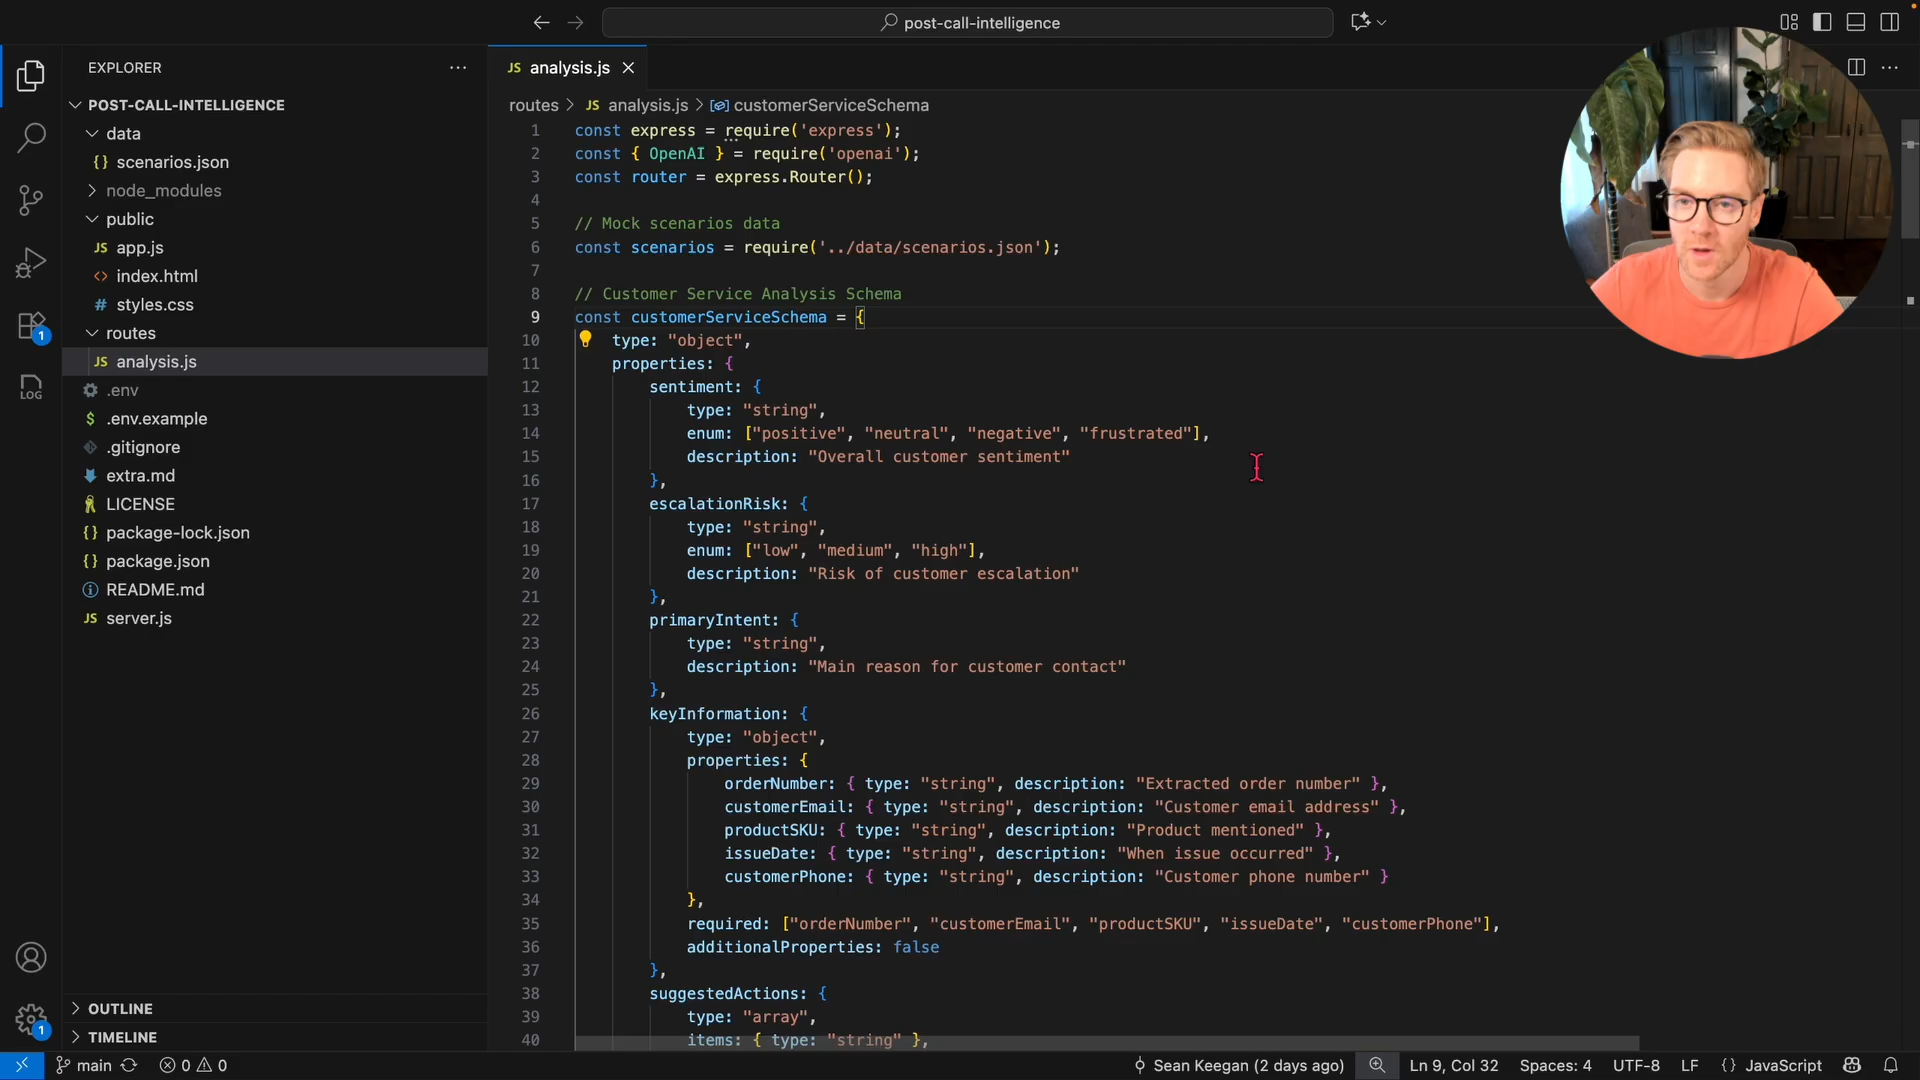 post-call-intelligence
EXPLORER
POST-CALL-INTELLIGENCE
data
{} scenarios.json
node_modules
public
JS app.js
<> index.html
# styles.css
routes
JS analysis.js
.env
$ .env.example
.gitignore
extra.md
LICENSE
{} package-lock.json
{} package.json
README.md
JS server.js
OUTLINE
TIMELINE
LOG
1
1
JS analysis.js
routes > JS analysis.js > customerServiceSchema
1 const express = require('express');
2 const { OpenAI } = require('openai');
3 const router = express.Router();
4
5 // Mock scenarios data
6 const scenarios = require('../data/scenarios.json');
7
8 // Customer Service Analysis Schema
9 const customerServiceSchema = {
10 type: "object",
11 properties: {
12 sentiment: {
13 type: "string",
14 enum: ["positive", "neutral", "negative", "frustrated"],
15 description: "Overall customer sentiment"
16 },
17 escalationRisk: {
18 type: "string",
19 enum: ["low", "medium", "high"],
20 description: "Risk of customer escalation"
21 },
22 primaryIntent: {
23 type: "string",
24 description: "Main reason for customer contact"
25 },
26 keyInformation: {
27 type: "object",
28 properties: {
29 orderNumber: { type: "string", description: "Extracted order number" },
30 customerEmail: { type: "string", description: "Customer email address" },
31 productSKU: { type: "string", description: "Product mentioned" },
32 issueDate: { type: "string", description: "When issue occurred" },
33 customerPhone: { type: "string", description: "Customer phone number" }
34 },
35 required: ["orderNumber", "customerEmail", "productSKU", "issueDate", "customerPhone"],
36 additionalProperties: false
37 },
38 suggestedActions: {
39 type: "array",
40 items: { type: "string" },
main 0 0 Sean Keegan (2 days ago) Ln 9, Col 32 Spaces: 4 UTF-8 LF {} JavaScript